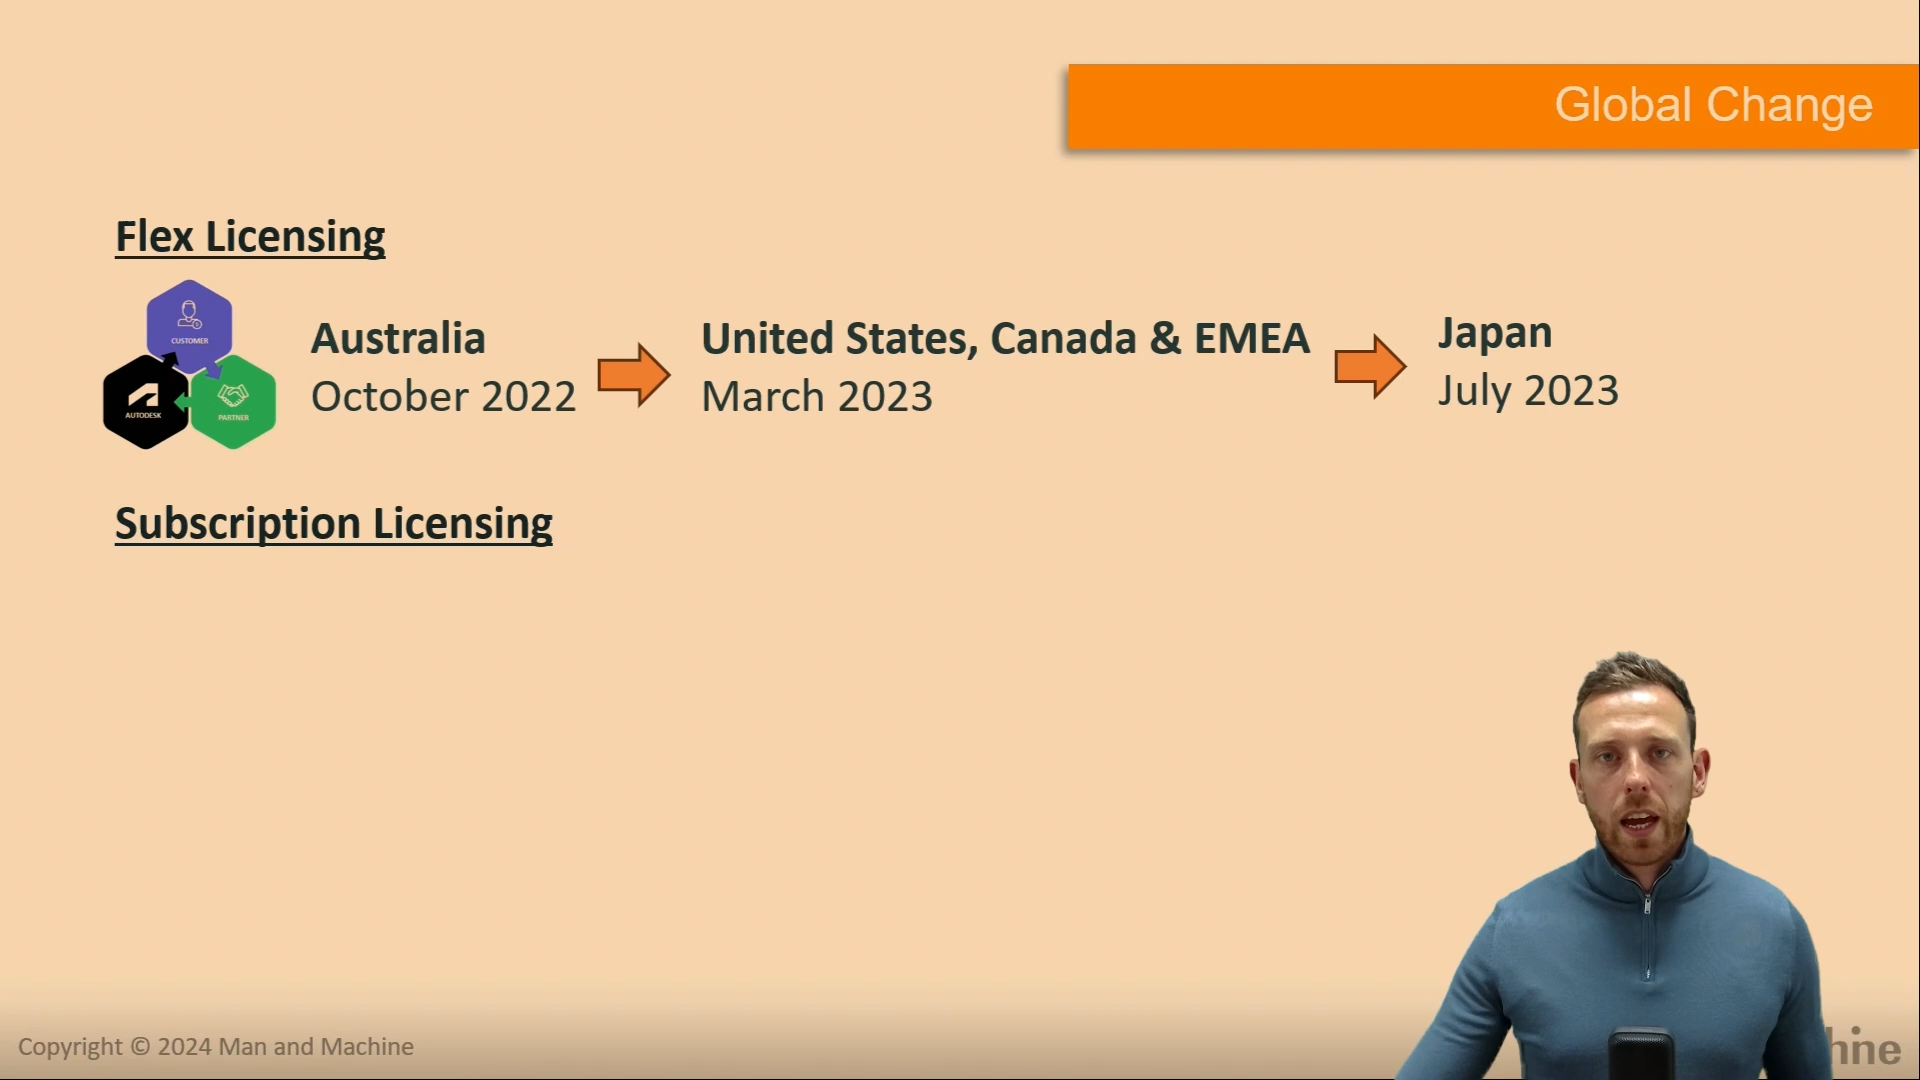 Global Change
Flex Licensing
CUSTOMER
AUTODESK
PARTNER
Australia
October 2022
United States, Canada & EMEA
March 2023
Japan
July 2023
Subscription Licensing
Copyright © 2024 Man and Machine
hine